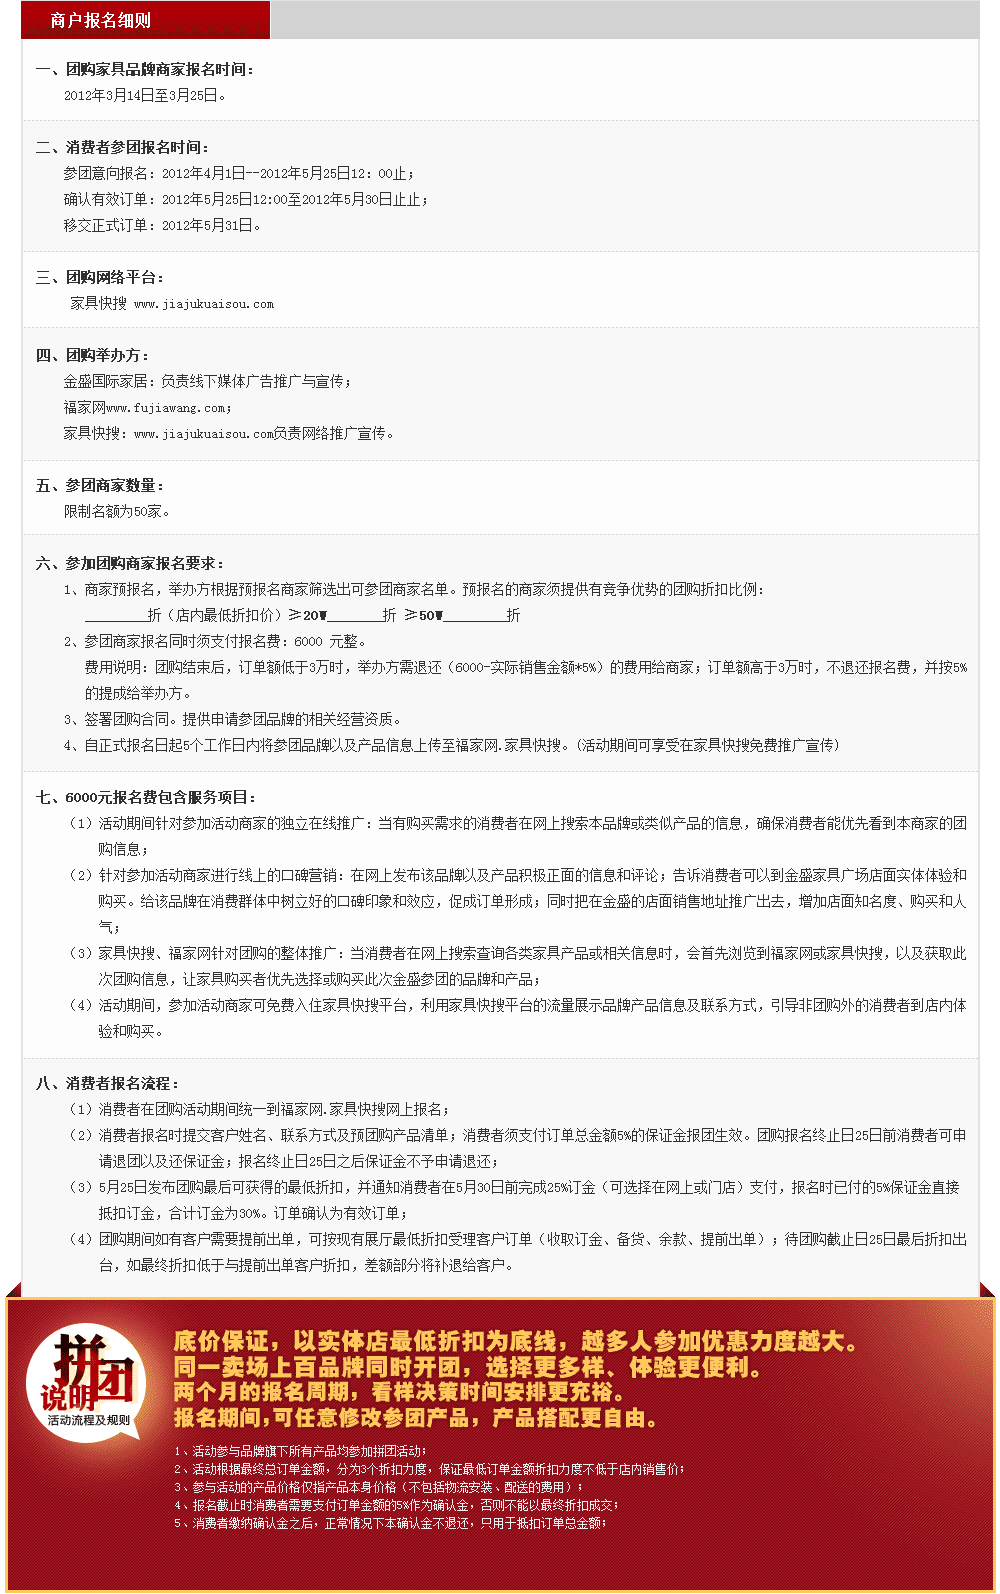 商户报名细则
一、团购家具品牌商家报名时间：
2012年3月14日至3月25日。
二、消费者参团报名时间：
参团意向报名：2012年4月1日--2012年5月25日12：00止；
确认有效订单：2012年5月25日12:00至2012年5月30日止止；
移交正式订单：2012年5月31日。
三、团购网络平台：
家具快搜 www.jiajukuaisou.com
四、团购举办方：
金盛国际家居：负责线下媒体广告推广与宣传；
福家网www.fujiawang.com；
家具快搜：www.jiajukuaisou.com负责网络推广宣传。
五、参团商家数量：
限制名额为50家。
六、参加团购商家报名要求：
1、商家预报名，举办方根据预报名商家筛选出可参团商家名单。预报名的商家须提供有竞争优势的团购折扣比例：
_________折（店内最低折扣价）≥20W________折 ≥50W_________折
2、参团商家报名同时须支付报名费：6000 元整。
费用说明：团购结束后，订单额低于3万时，举办方需退还（6000-实际销售金额*5%）的费用给商家；订单额高于3万时，不退还报名费，并按5%
的提成给举办方。
3、签署团购合同。提供申请参团品牌的相关经营资质。
4、自正式报名日起5个工作日内将参团品牌以及产品信息上传至福家网.家具快搜。(活动期间可享受在家具快搜免费推广宣传)
七、6000元报名费包含服务项目：
（1）活动期间针对参加活动商家的独立在线推广：当有购买需求的消费者在网上搜索本品牌或类似产品的信息，确保消费者能优先看到本商家的团
购信息；
（2）针对参加活动商家进行线上的口碑营销：在网上发布该品牌以及产品积极正面的信息和评论；告诉消费者可以到金盛家具广场店面实体体验和
购买。给该品牌在消费群体中树立好的口碑印象和效应，促成订单形成；同时把在金盛的店面销售地址推广出去，增加店面知名度、购买和人
气；
（3）家具快搜、福家网针对团购的整体推广：当消费者在网上搜索查询各类家具产品或相关信息时，会首先浏览到福家网或家具快搜，以及获取此
次团购信息，让家具购买者优先选择或购买此次金盛参团的品牌和产品；
（4）活动期间，参加活动商家可免费入住家具快搜平台，利用家具快搜平台的流量展示品牌产品信息及联系方式，引导非团购外的消费者到店内体
验和购买。
八、消费者报名流程：
（1）消费者在团购活动期间统一到福家网.家具快搜网上报名；
（2）消费者报名时提交客户姓名、联系方式及预团购产品清单；消费者须支付订单总金额5%的保证金报团生效。团购报名终止日25日前消费者可申
请退团以及还保证金；报名终止日25日之后保证金不予申请退还；
（3）5月25日发布团购最后可获得的最低折扣，并通知消费者在5月30日前完成25%订金（可选择在网上或门店）支付，报名时已付的5%保证金直接
抵扣订金，合计订金为30%。订单确认为有效订单；
（4）团购期间如有客户需要提前出单，可按现有展厅最低折扣受理客户订单（收取订金、备货、余款、提前出单）；待团购截止日25日最后折扣出
台，如最终折扣低于与提前出单客户折扣，差额部分将补退给客户。
拼团
说明
活动流程及规则
底价保证，以实体店最低折扣为底线，越多人参加优惠力度越大。
同一卖场上百品牌同时开团，选择更多样、体验更便利。
两个月的报名周期，看样决策时间安排更充裕。
报名期间,可任意修改参团产品，产品搭配更自由。
1、活动参与品牌旗下所有产品均参加拼团活动；
2、活动根据最终总订单金额，分为3个折扣力度，保证最低订单金额折扣力度不低于店内销售价；
3、参与活动的产品价格仅指产品本身价格（不包括物流安装、配送的费用）；
4、报名截止时消费者需要支付订单金额的5%作为确认金，否则不能以最终折扣成交；
5、消费者缴纳确认金之后，正常情况下本确认金不退还，只用于抵扣订单总金额；